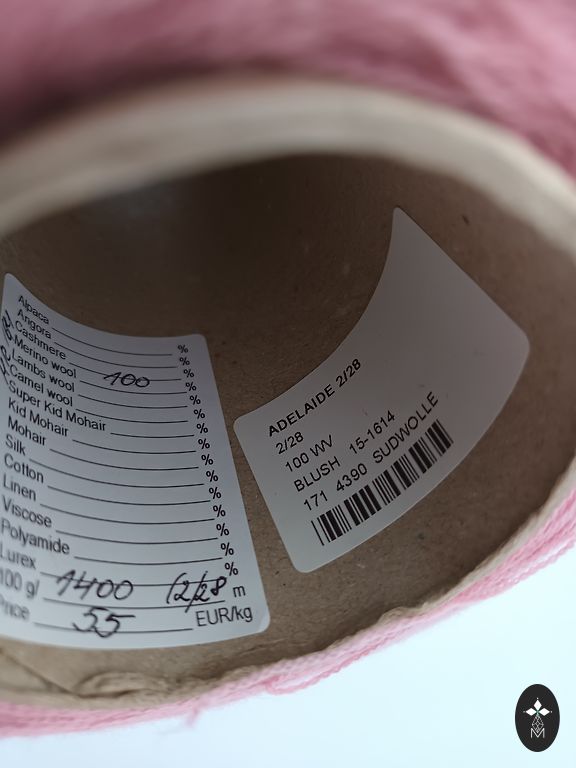 Alpaca %
Angora %
Cashmere %
Merino wool 100 %
Lambs wool %
Camel wool %
Super Kid Mohair %
Kid Mohair %
Mohair %
Silk %
Cotton %
Linen %
Viscose %
Polyamide %
Lurex %
100 g/ 1400 (2/28 m
Price 55 EUR/kg
ADELAIDE 2/28
2/28
100 WV
BLUSH 15-1614
171 4390 SUDWOLLE
M